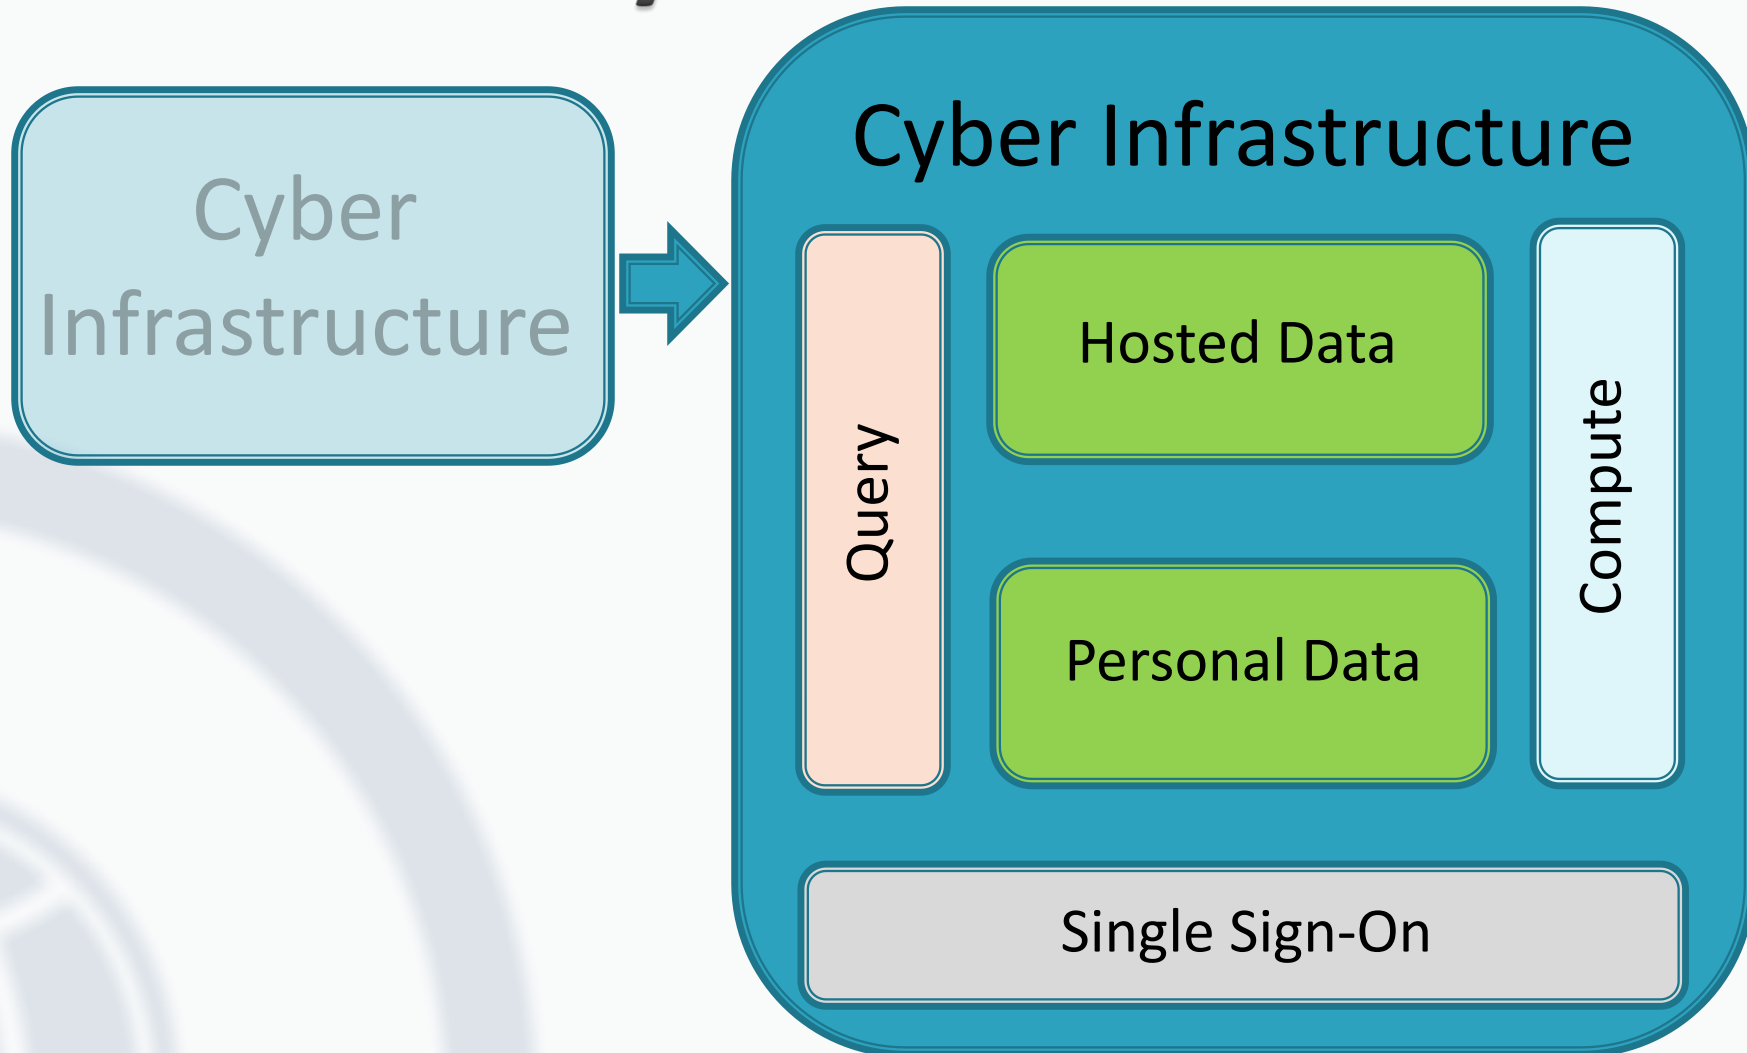 Cyber
Infrastructure
Cyber Infrastructure
Query
Hosted Data
Personal Data
Compute
Single Sign-On